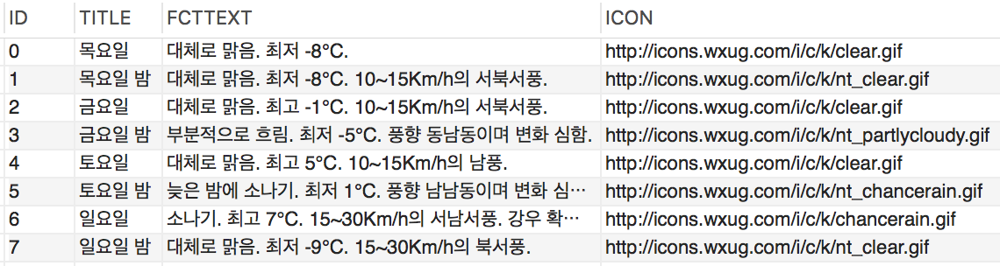 ID TITLE FCTTEXT ICON
0 목요일 대체로 맑음. 최저 -8°C. http://icons.wxug.com/i/c/k/clear.gif
1 목요일 밤 대체로 맑음. 최저 -8°C. 10~15Km/h의 서북서풍. http://icons.wxug.com/i/c/k/nt_clear.gif
2 금요일 대체로 맑음. 최고 -1°C. 10~15Km/h의 서북서풍. http://icons.wxug.com/i/c/k/clear.gif
3 금요일 밤 부분적으로 흐림. 최저 -5°C. 풍향 동남동이며 변화 심함. http://icons.wxug.com/i/c/k/nt_partlycloudy.gif
4 토요일 대체로 맑음. 최고 5°C. 10~15Km/h의 남풍. http://icons.wxug.com/i/c/k/clear.gif
5 토요일 밤 늦은 밤에 소나기. 최저 1°C. 풍향 남남동이며 변화 심… http://icons.wxug.com/i/c/k/nt_chancerain.gif
6 일요일 소나기. 최고 7°C. 15~30Km/h의 서남서풍. 강우 확… http://icons.wxug.com/i/c/k/chancerain.gif
7 일요일 밤 대체로 맑음. 최저 -9°C. 15~30Km/h의 북서풍. http://icons.wxug.com/i/c/k/nt_clear.gif